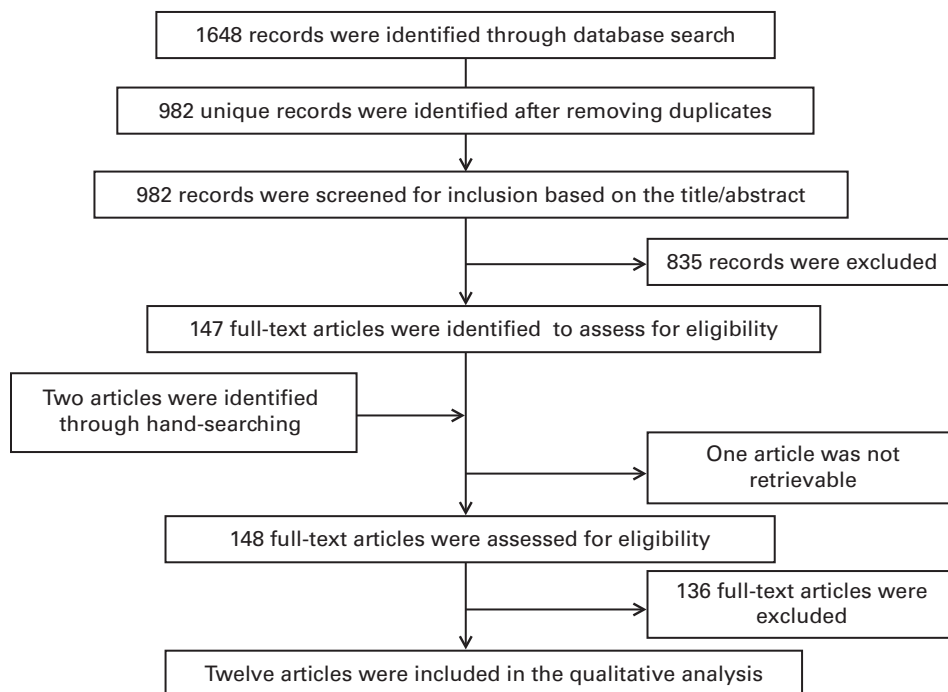 1648 records were identified through database search
982 unique records were identified after removing duplicates
982 records were screened for inclusion based on the title/abstract
835 records were excluded
147 full-text articles were identified to assess for eligibility
Two articles were identified
through hand-searching
One article was not
retrievable
148 full-text articles were assessed for eligibility
136 full-text articles were
excluded
Twelve articles were included in the qualitative analysis